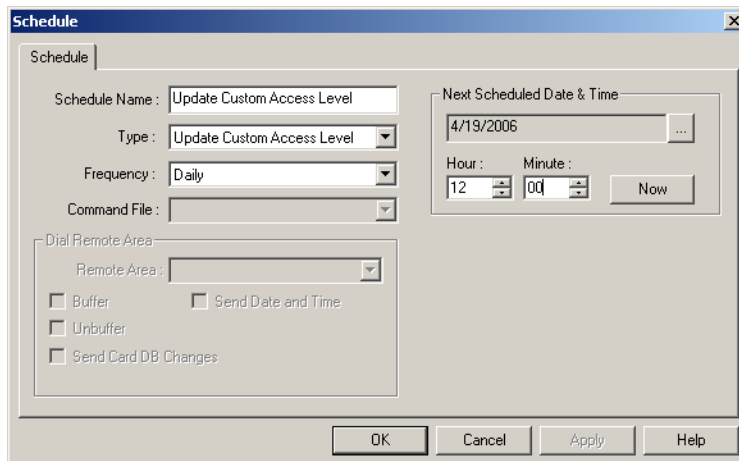 Schedule
Schedule
Schedule Name : Update Custom Access Level
Type : Update Custom Access Level
Frequency : Daily
Command File :
Dial Remote Area
Remote Area :
Buffer Send Date and Time
Unbuffer
Send Card DB Changes
Next Scheduled Date & Time
4/19/2006 ...
Hour : Minute :
12 00 Now
OK Cancel Apply Help